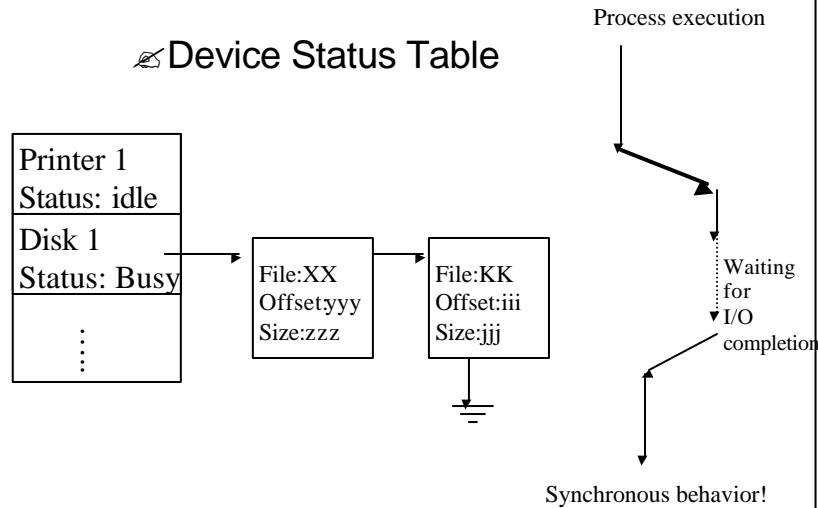 Process execution
Device Status Table
Printer 1
Status: idle
Disk 1
Status: Busy
File:XX
Offset:yyy
Size:zzz
File:KK
Offset:iii
Size:jjj
Waiting
for
I/O
completion
Synchronous behavior!